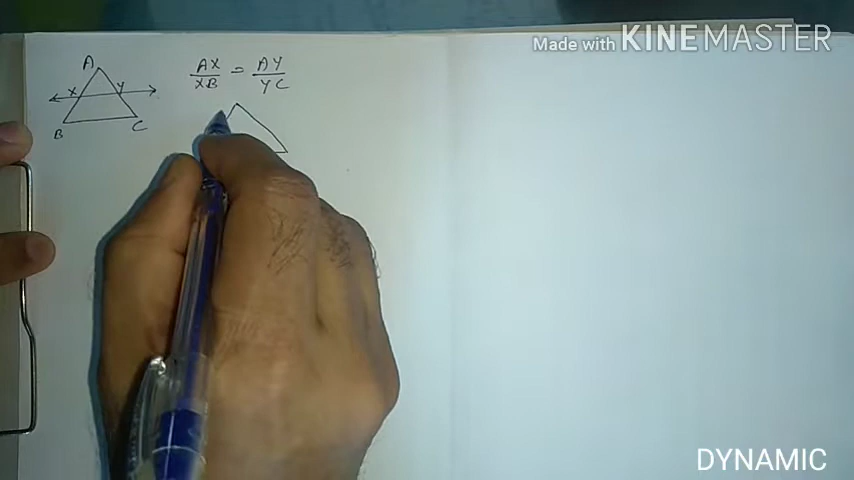 Made with KINEMASTER
A
AX = AY
XB YC
X Y
B C
DYNAMIC